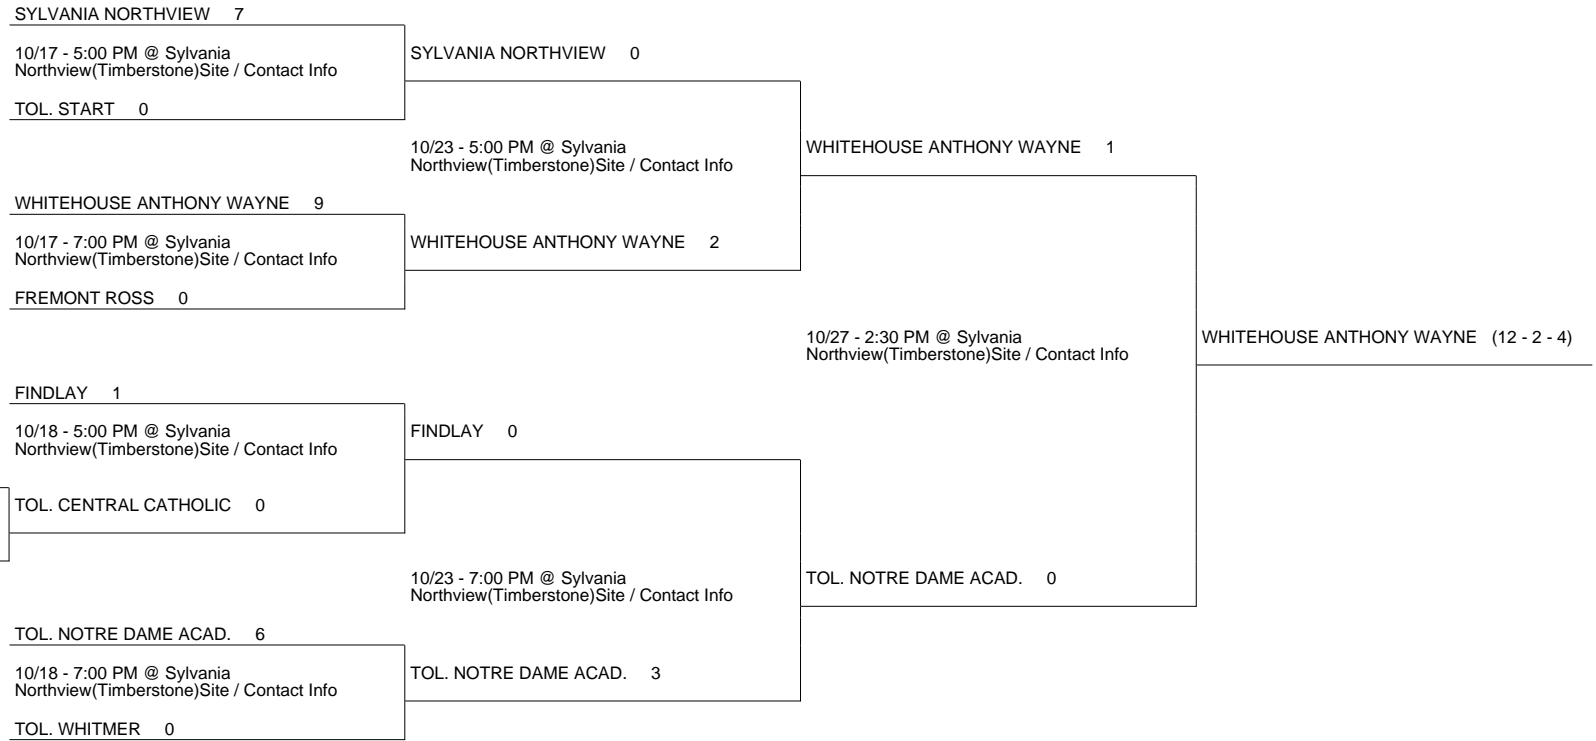 SYLVANIA NORTHVIEW 7
10/17 - 5:00 PM @ Sylvania
Northview(Timberstone)Site / Contact Info
TOL. START 0
WHITEHOUSE ANTHONY WAYNE 9
10/17 - 7:00 PM @ Sylvania
Northview(Timberstone)Site / Contact Info
FREMONT ROSS 0
FINDLAY 1
10/18 - 5:00 PM @ Sylvania
Northview(Timberstone)Site / Contact Info
TOL. CENTRAL CATHOLIC 0
TOL. NOTRE DAME ACAD. 6
10/18 - 7:00 PM @ Sylvania
Northview(Timberstone)Site / Contact Info
TOL. WHITMER 0
SYLVANIA NORTHVIEW 0
10/23 - 5:00 PM @ Sylvania
Northview(Timberstone)Site / Contact Info
WHITEHOUSE ANTHONY WAYNE 2
FINDLAY 0
10/23 - 7:00 PM @ Sylvania
Northview(Timberstone)Site / Contact Info
TOL. NOTRE DAME ACAD. 3
WHITEHOUSE ANTHONY WAYNE 1
10/27 - 2:30 PM @ Sylvania
Northview(Timberstone)Site / Contact Info
TOL. NOTRE DAME ACAD. 0
WHITEHOUSE ANTHONY WAYNE (12 - 2 - 4)